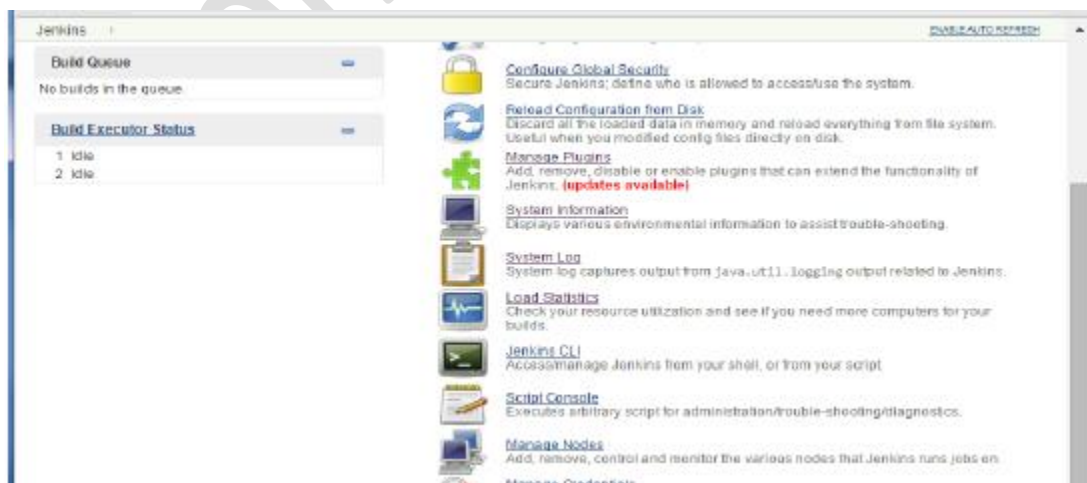 Jenkins
ENABLE AUTO REFRESH
Build Queue
No builds in the queue.
Build Executor Status
1 Idle
2 Idle
Configure Global Security
Secure Jenkins; define who is allowed to access/use the system.
Reload Configuration from Disk
Discard all the loaded data in memory and reload everything from file system.
Useful when you modified config files directly on disk.
Manage Plugins
Add, remove, disable or enable plugins that can extend the functionality of
Jenkins. (updates available)
System Information
Displays various environmental information to assist trouble-shooting.
System Log
System log captures output from java.util.logging output related to Jenkins.
Load Statistics
Check your resource utilization and see if you need more computers for your
builds.
Jenkins CLI
Access/manage Jenkins from your shell, or from your script.
Script Console
Executes arbitrary script for administration/trouble-shooting/diagnostics.
Manage Nodes
Add, remove, control and monitor the various nodes that Jenkins runs jobs on.
Manage Credentials